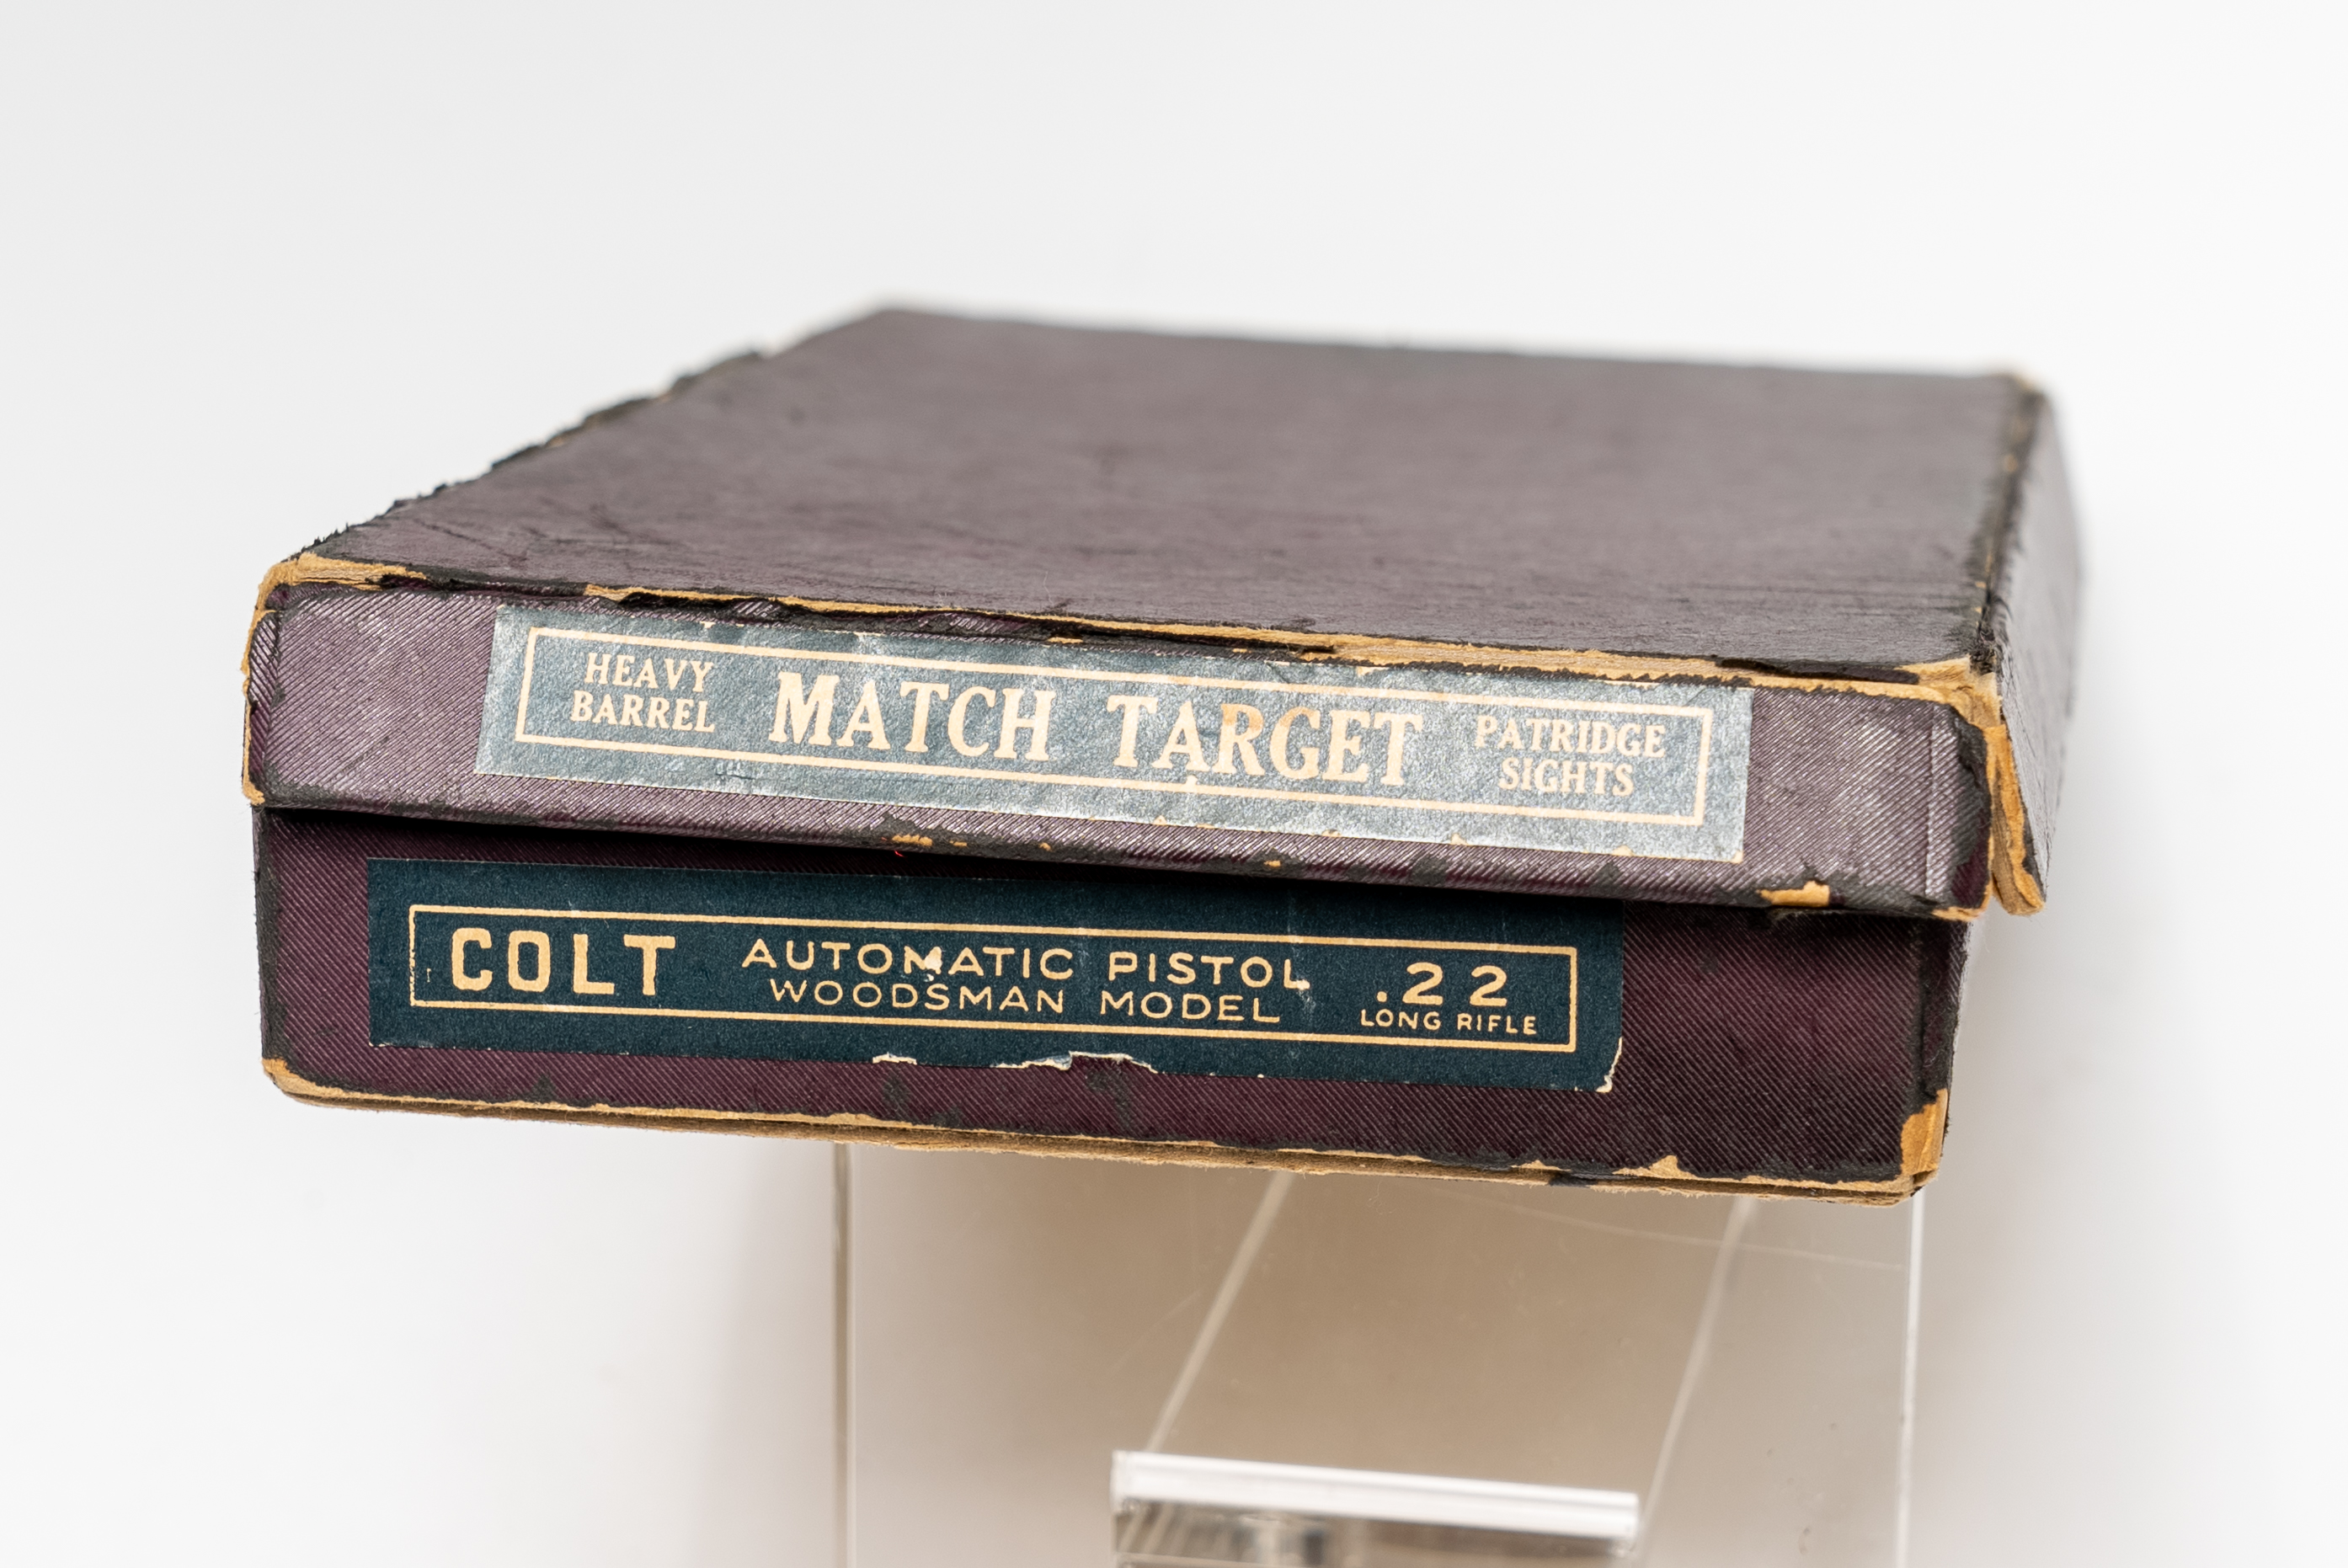 HEAVY
BARREL
MATCH TARGET
PATRIDGE
SIGHTS
COLT
AUTOMATIC PISTOL
WOODSMAN MODEL
.22
LONG RIFLE